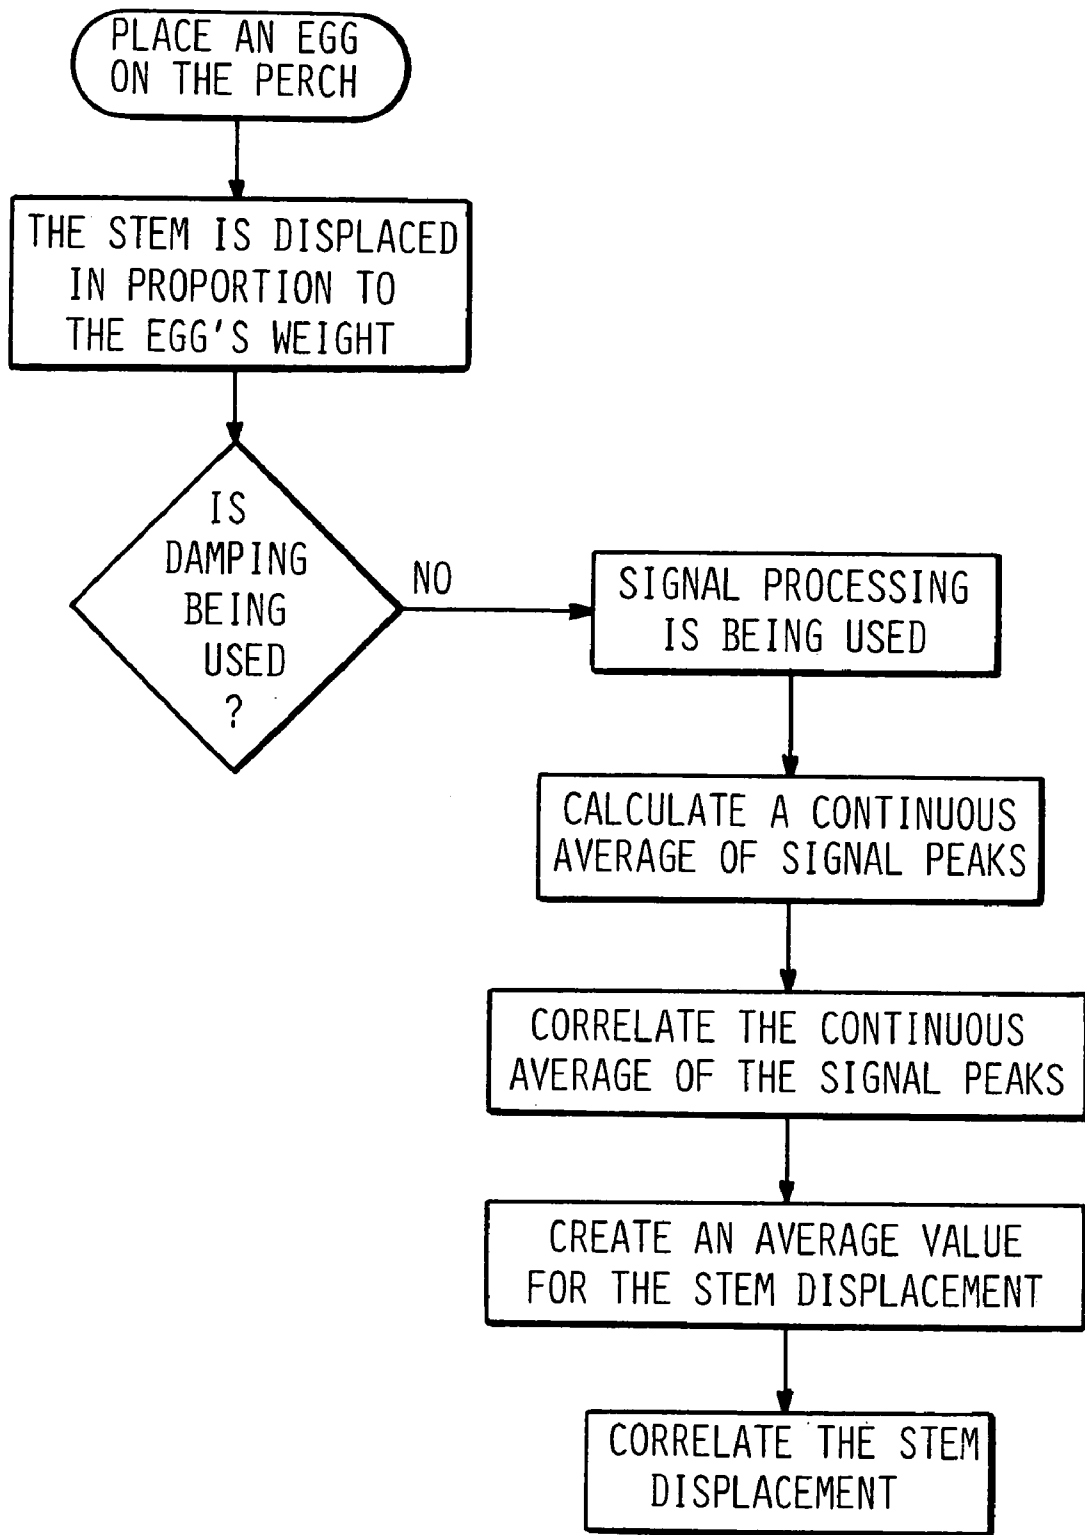 PLACE AN EGG
ON THE PERCH
THE STEM IS DISPLACED
IN PROPORTION TO
THE EGG'S WEIGHT
IS
DAMPING
BEING
USED
?
NO
SIGNAL PROCESSING
IS BEING USED
CALCULATE A CONTINUOUS
AVERAGE OF SIGNAL PEAKS
CORRELATE THE CONTINUOUS
AVERAGE OF THE SIGNAL PEAKS
CREATE AN AVERAGE VALUE
FOR THE STEM DISPLACEMENT
CORRELATE THE STEM
DISPLACEMENT